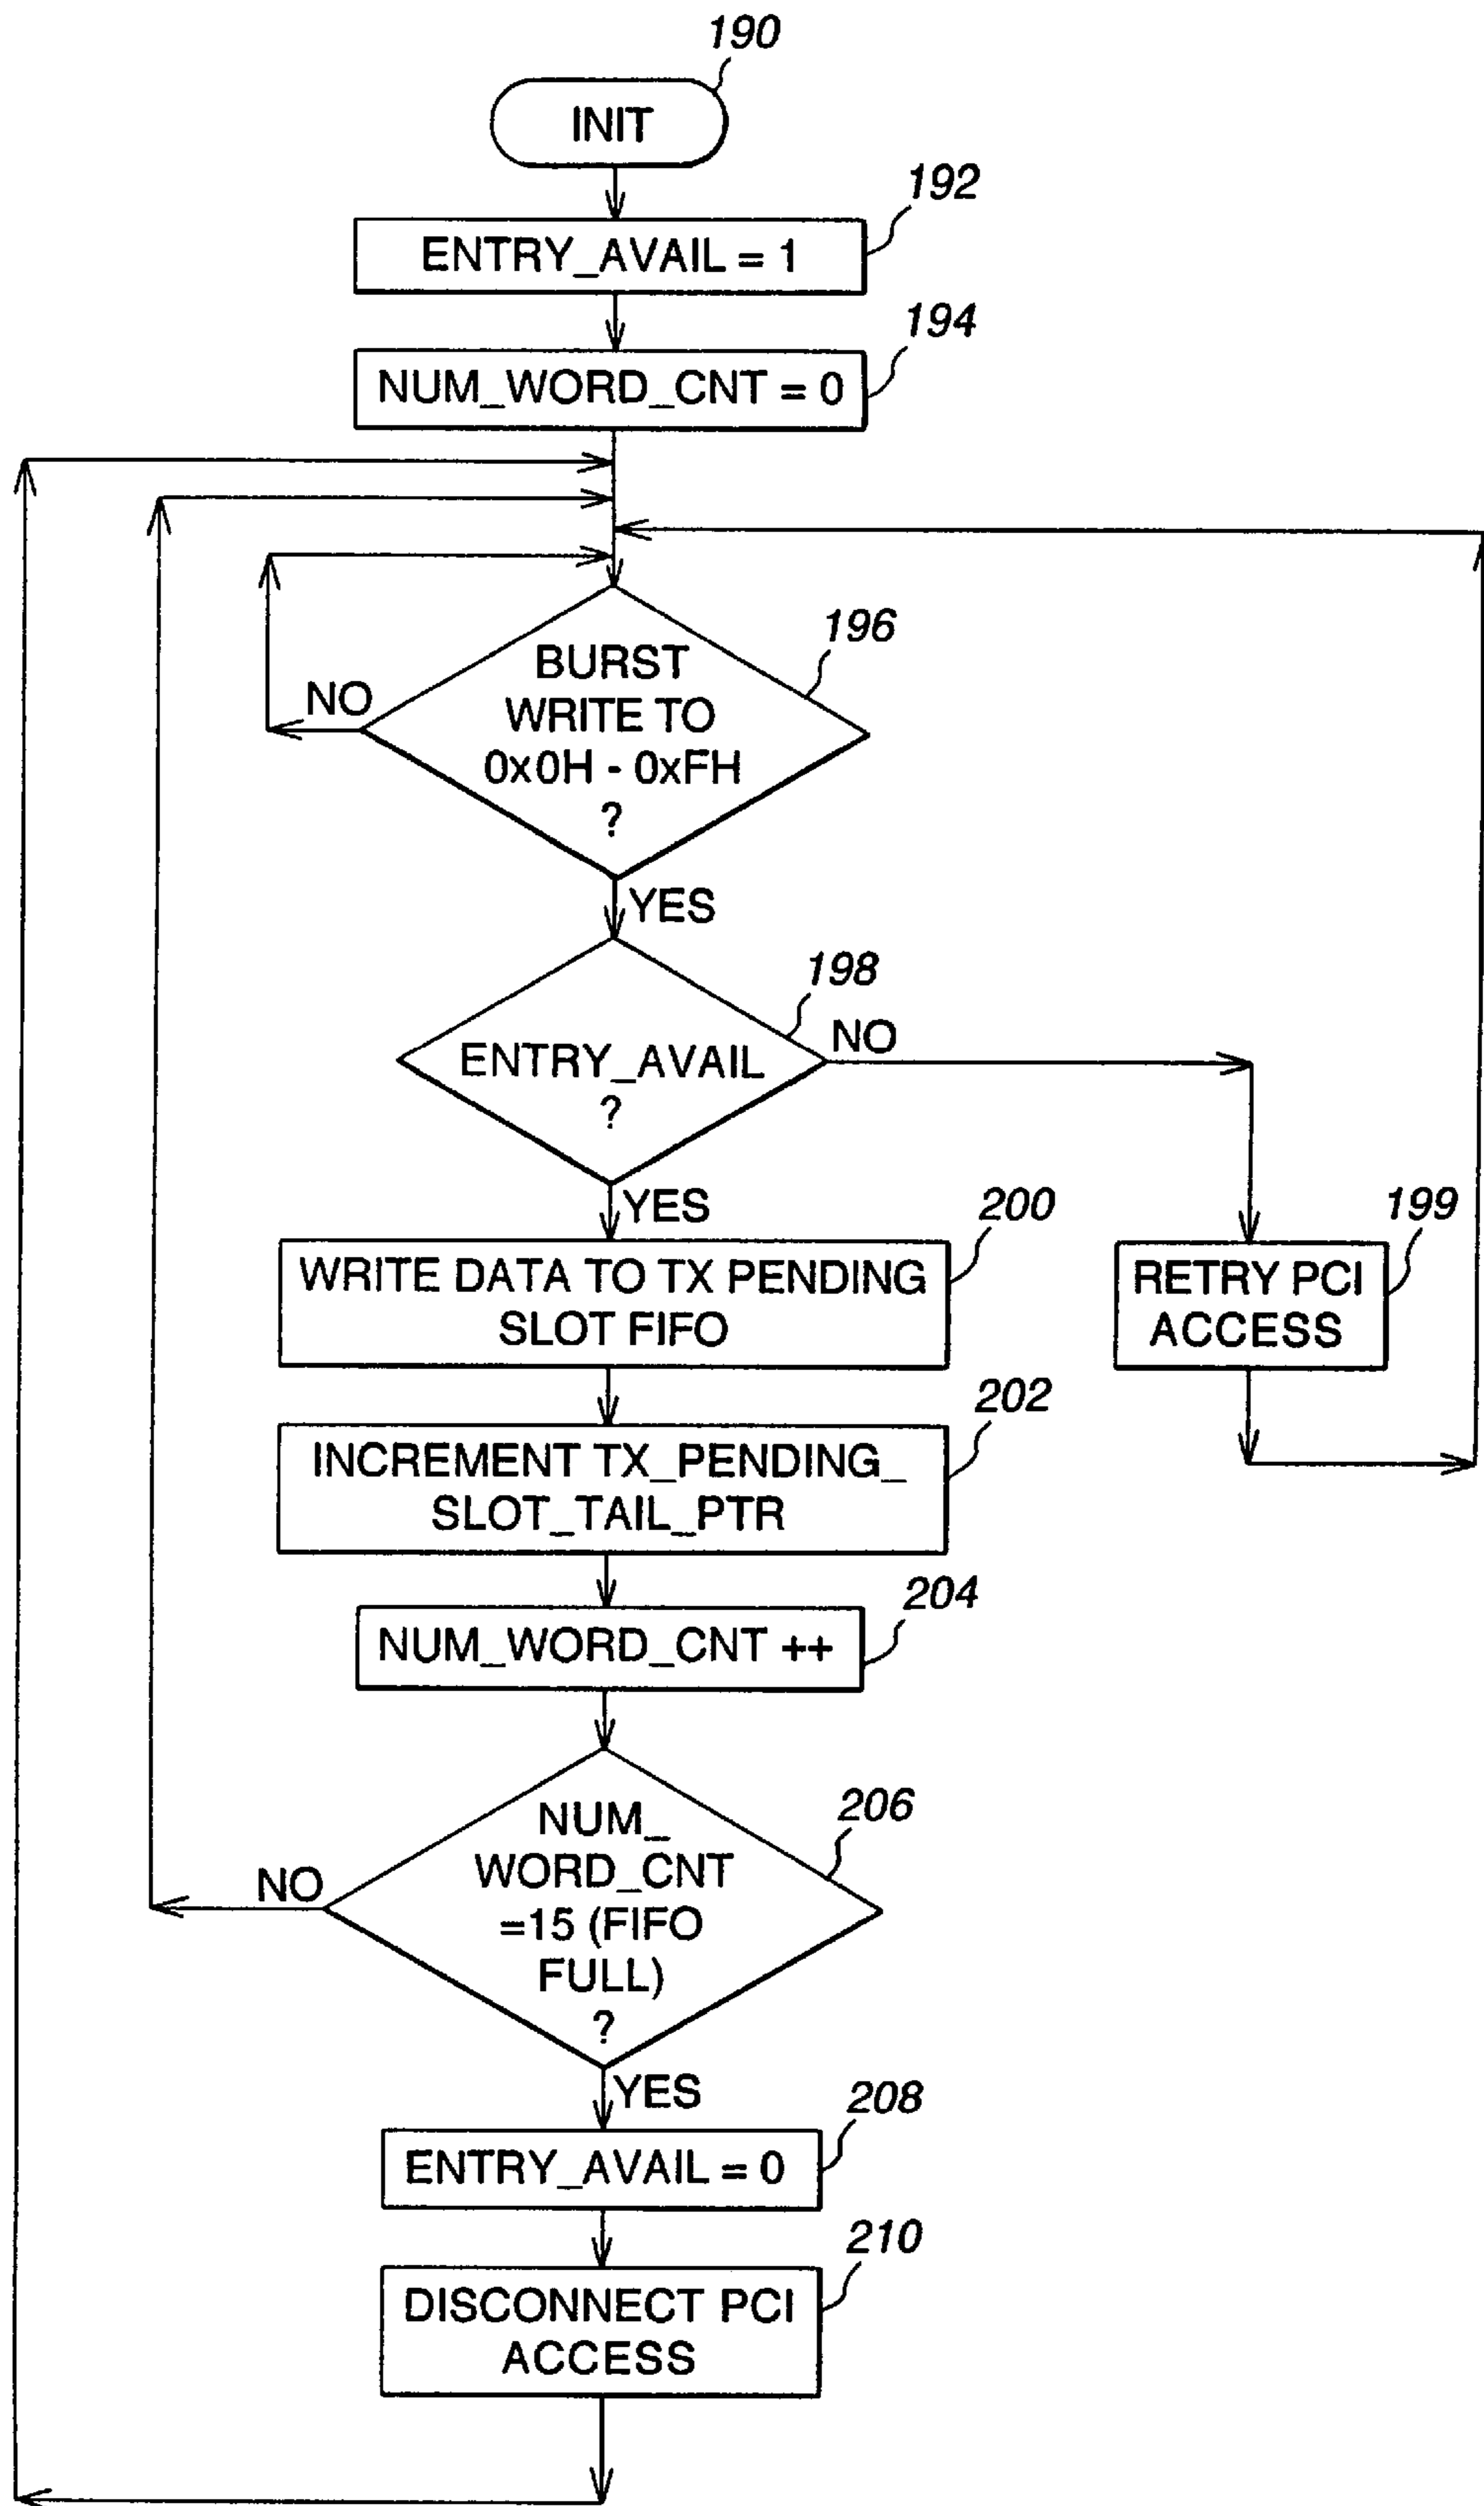 190
INIT
192
ENTRY_AVAIL = 1
194
NUM_WORD_CNT = 0
196
BURST
WRITE TO
0x0H - 0xFH
?
NO
YES
198
ENTRY_AVAIL
?
NO
YES
200
WRITE DATA TO TX PENDING
SLOT FIFO
199
RETRY PCI
ACCESS
202
INCREMENT TX_PENDING_
SLOT_TAIL_PTR
204
NUM_WORD_CNT ++
206
NUM_
WORD_CNT
=15 (FIFO
FULL)
?
NO
YES
208
ENTRY_AVAIL = 0
210
DISCONNECT PCI
ACCESS